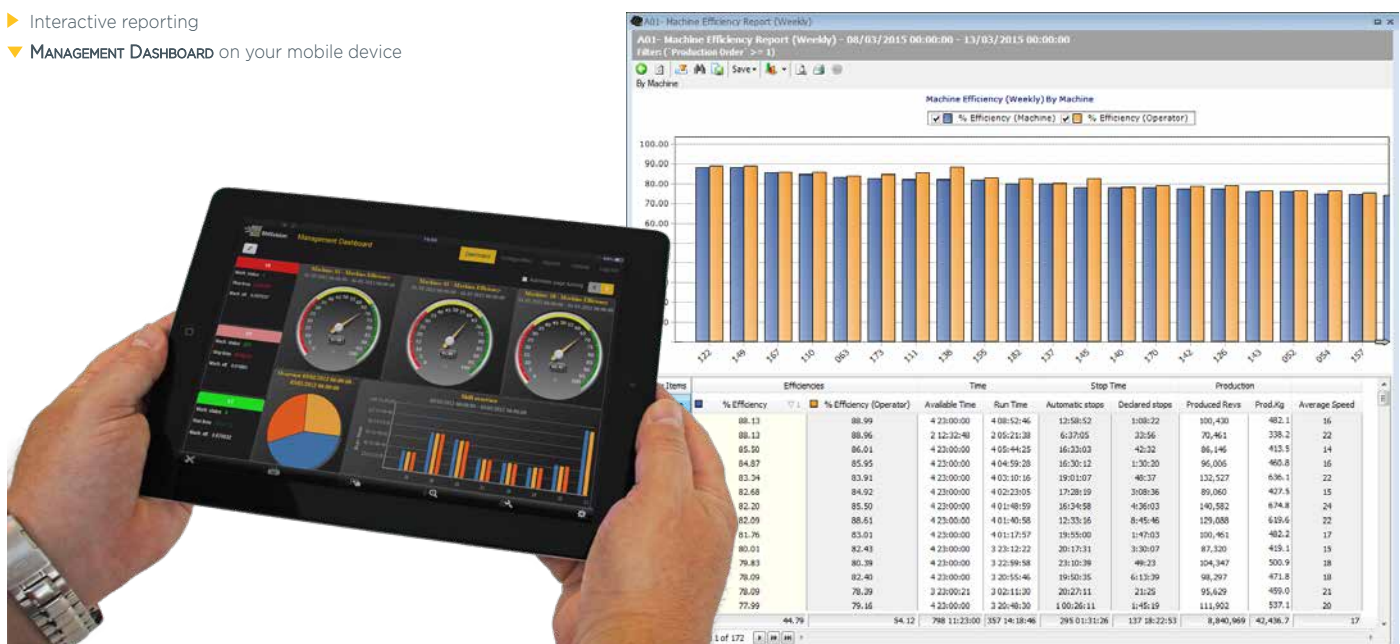 Interactive reporting
MANAGEMENT DASHBOARD on your mobile device
A01- Machine Efficiency Report (Weekly)
A01- Machine Efficiency Report (Weekly) - 08/03/2015 00:00:00 - 13/03/2015 00:00:00
Filter: (`Production Order` >= 1)
Save
By Machine
Machine Efficiency (Weekly) By Machine
% Efficiency (Machine) % Efficiency (Operator)
100.00
90.00
80.00
70.00
60.00
122 149 167 110 063 173 111 138 155 182 137 145 140 170 142 126 143 052 054 157
Items Efficiencies Time Stop Time Production
% Efficiency % Efficiency (Operator) Available Time Run Time Automatic stops Declared stops Produced Revs Prod.Kg Average Speed
88.13 88.99 4 23:00:00 4 08:52:46 12:58:52 1:08:22 100,430 482.1 16
88.13 88.96 2 12:32:48 2 05:21:38 6:37:05 33:56 70,461 338.2 22
85.50 86.01 4 23:00:00 4 05:44:25 16:33:03 42:32 86,146 413.5 14
84.87 85.95 4 23:00:00 4 04:59:28 16:30:12 1:30:20 96,006 460.8 16
83.34 83.91 4 23:00:00 4 03:10:16 19:01:07 48:37 132,527 636.1 22
82.68 84.92 4 23:00:00 4 02:23:05 17:28:19 3:08:36 89,060 427.5 15
82.20 85.50 4 23:00:00 4 01:48:59 16:34:58 4:36:03 140,582 674.8 24
82.09 88.61 4 23:00:00 4 01:40:58 12:33:16 8:45:46 129,088 619.6 22
81.76 83.01 4 23:00:00 4 01:17:57 19:55:00 1:47:03 100,461 482.2 17
80.01 82.43 4 23:00:00 3 23:12:22 20:17:31 3:30:07 87,320 419.1 15
79.83 80.39 4 23:00:00 3 22:59:58 23:10:39 49:23 104,347 500.9 18
78.09 82.40 4 23:00:00 3 20:55:46 19:50:35 6:13:39 98,297 471.8 18
78.09 78.39 3 23:00:21 3 02:11:30 20:27:11 21:25 95,629 459.0 21
77.99 79.16 4 23:00:00 3 20:48:30 1 00:26:11 1:45:19 111,902 537.1 20
44.79 54.12 798 11:23:00 357 14:18:46 295 01:31:26 137 18:22:53 8,840,969 42,436.7 17
1 of 172
Management Dashboard
Dashboard